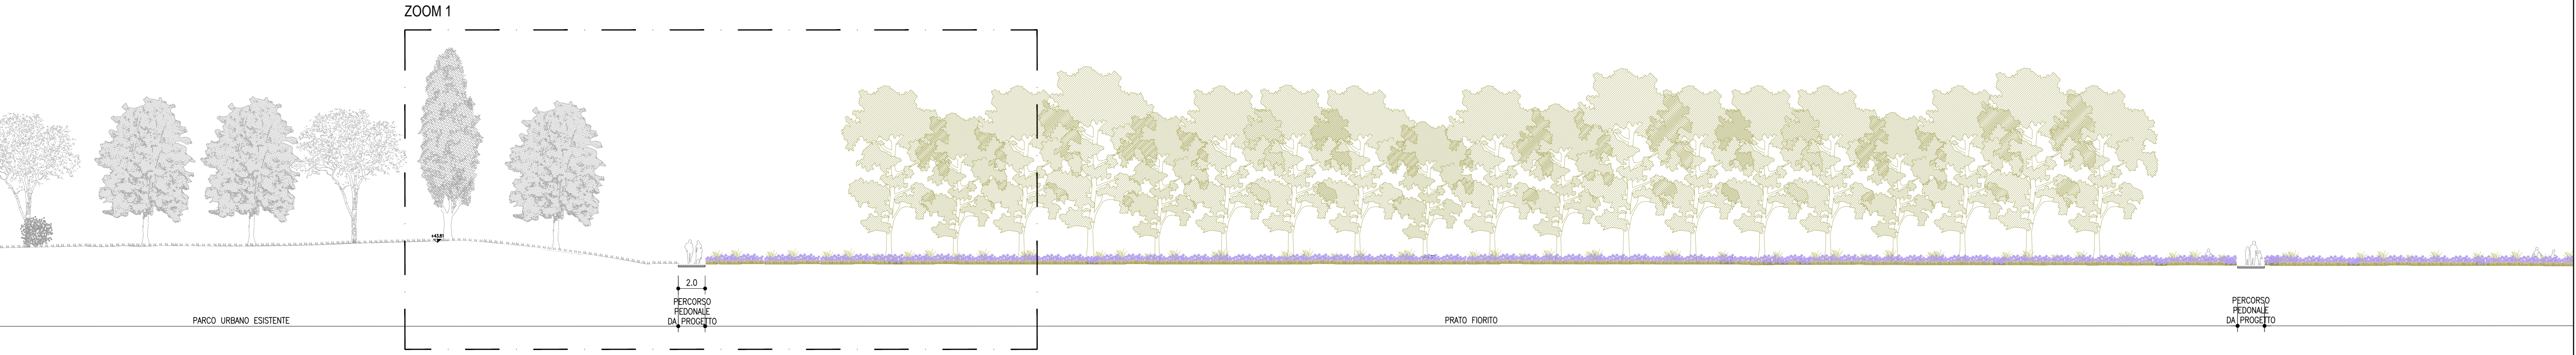 ZOOM 1
+43.81
2.0
PERCORSO
PEDONALE
DA PROGETTO
PARCO URBANO ESISTENTE
PRATO FIORITO
PERCORSO
PEDONALE
DA PROGETTO